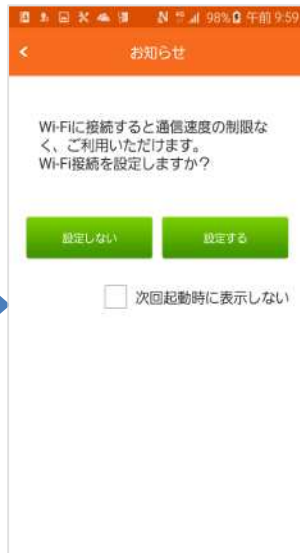 N 4G 98% 午前 9:59
お知らせ
Wi-Fiに接続すると通信速度の制限な
く、ご利用いただけます。
Wi-Fi接続を設定しますか？
設定しない 設定する
次回起動時に表示しない